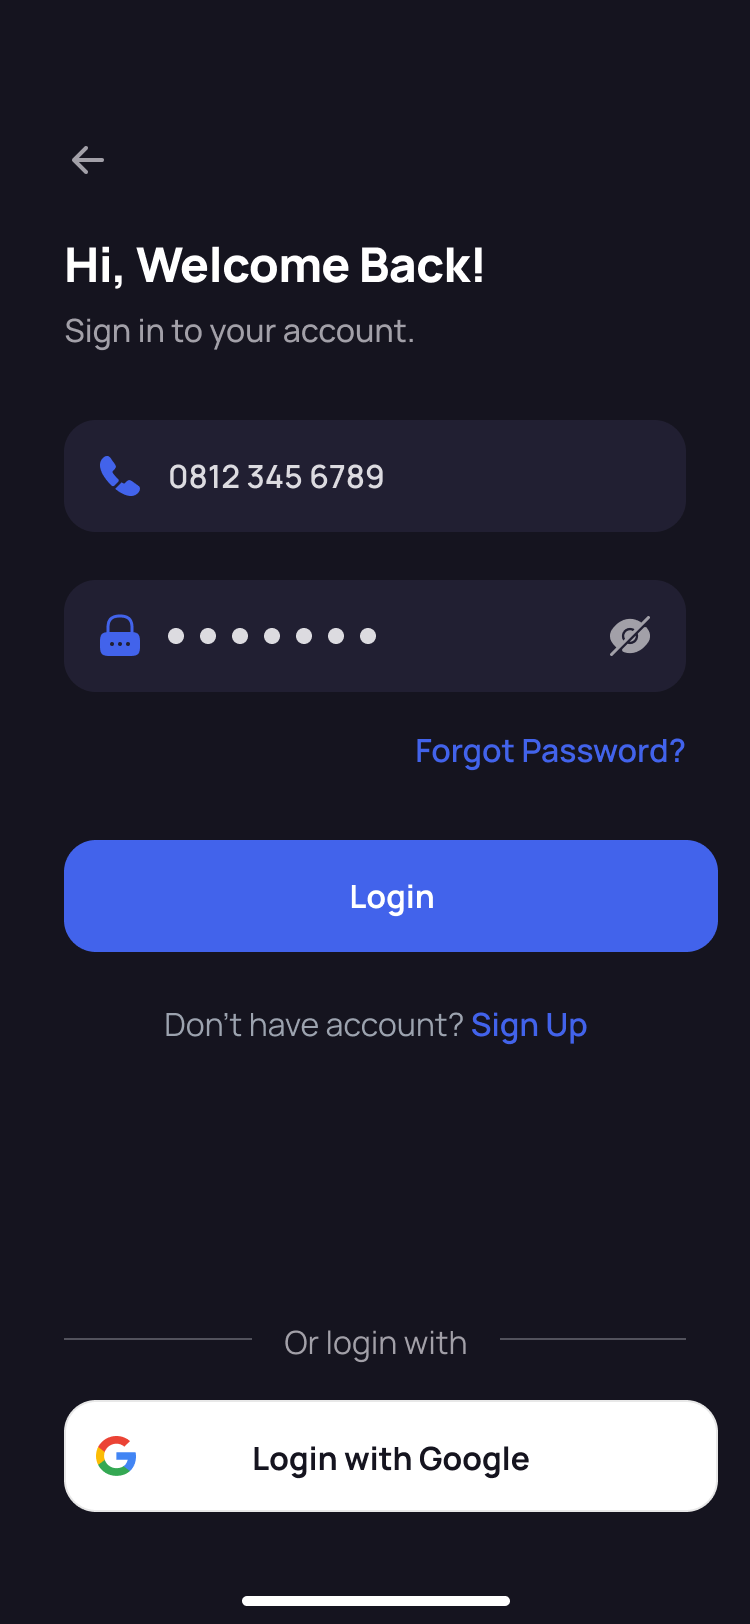 Hi, Welcome Back!
Sign in to your account.
0812 345 6789
Forgot Password?
Login
Don't have account? Sign Up
Or login with
Login with Google